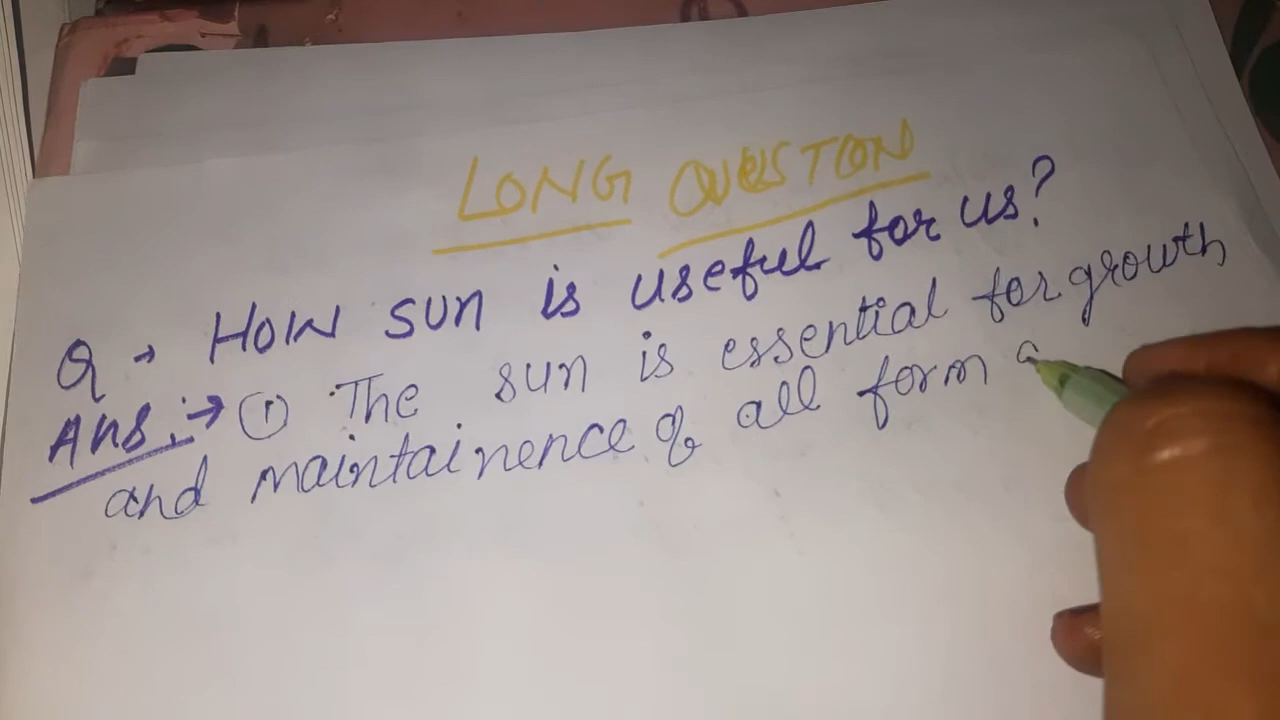 LONG QUESTON
Q → HOW SUN is useful for us?
Ans :→ ① The sun is essential for growth
and maintainence of all form